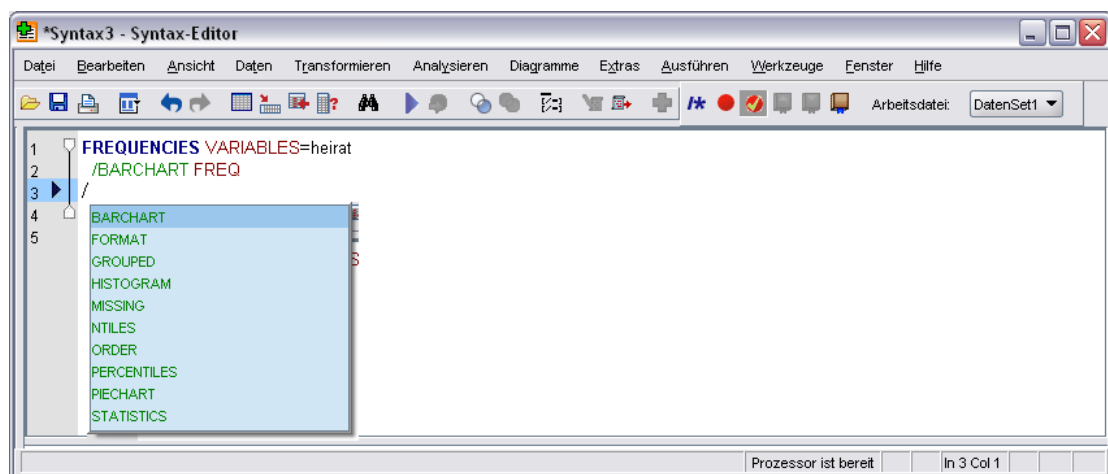 *Syntax3 - Syntax-Editor
Datei Bearbeiten Ansicht Daten Transformieren Analysieren Diagramme Extras Ausführen Werkzeuge Fenster Hilfe
Arbeitsdatei: DatenSet1
1 FREQUENCIES VARIABLES=heirat
2 /BARCHART FREQ
3 /
4
5
BARCHART
FORMAT
GROUPED
HISTOGRAM
MISSING
NTILES
ORDER
PERCENTILES
PIECHART
STATISTICS
Prozessor ist bereit In 3 Col 1